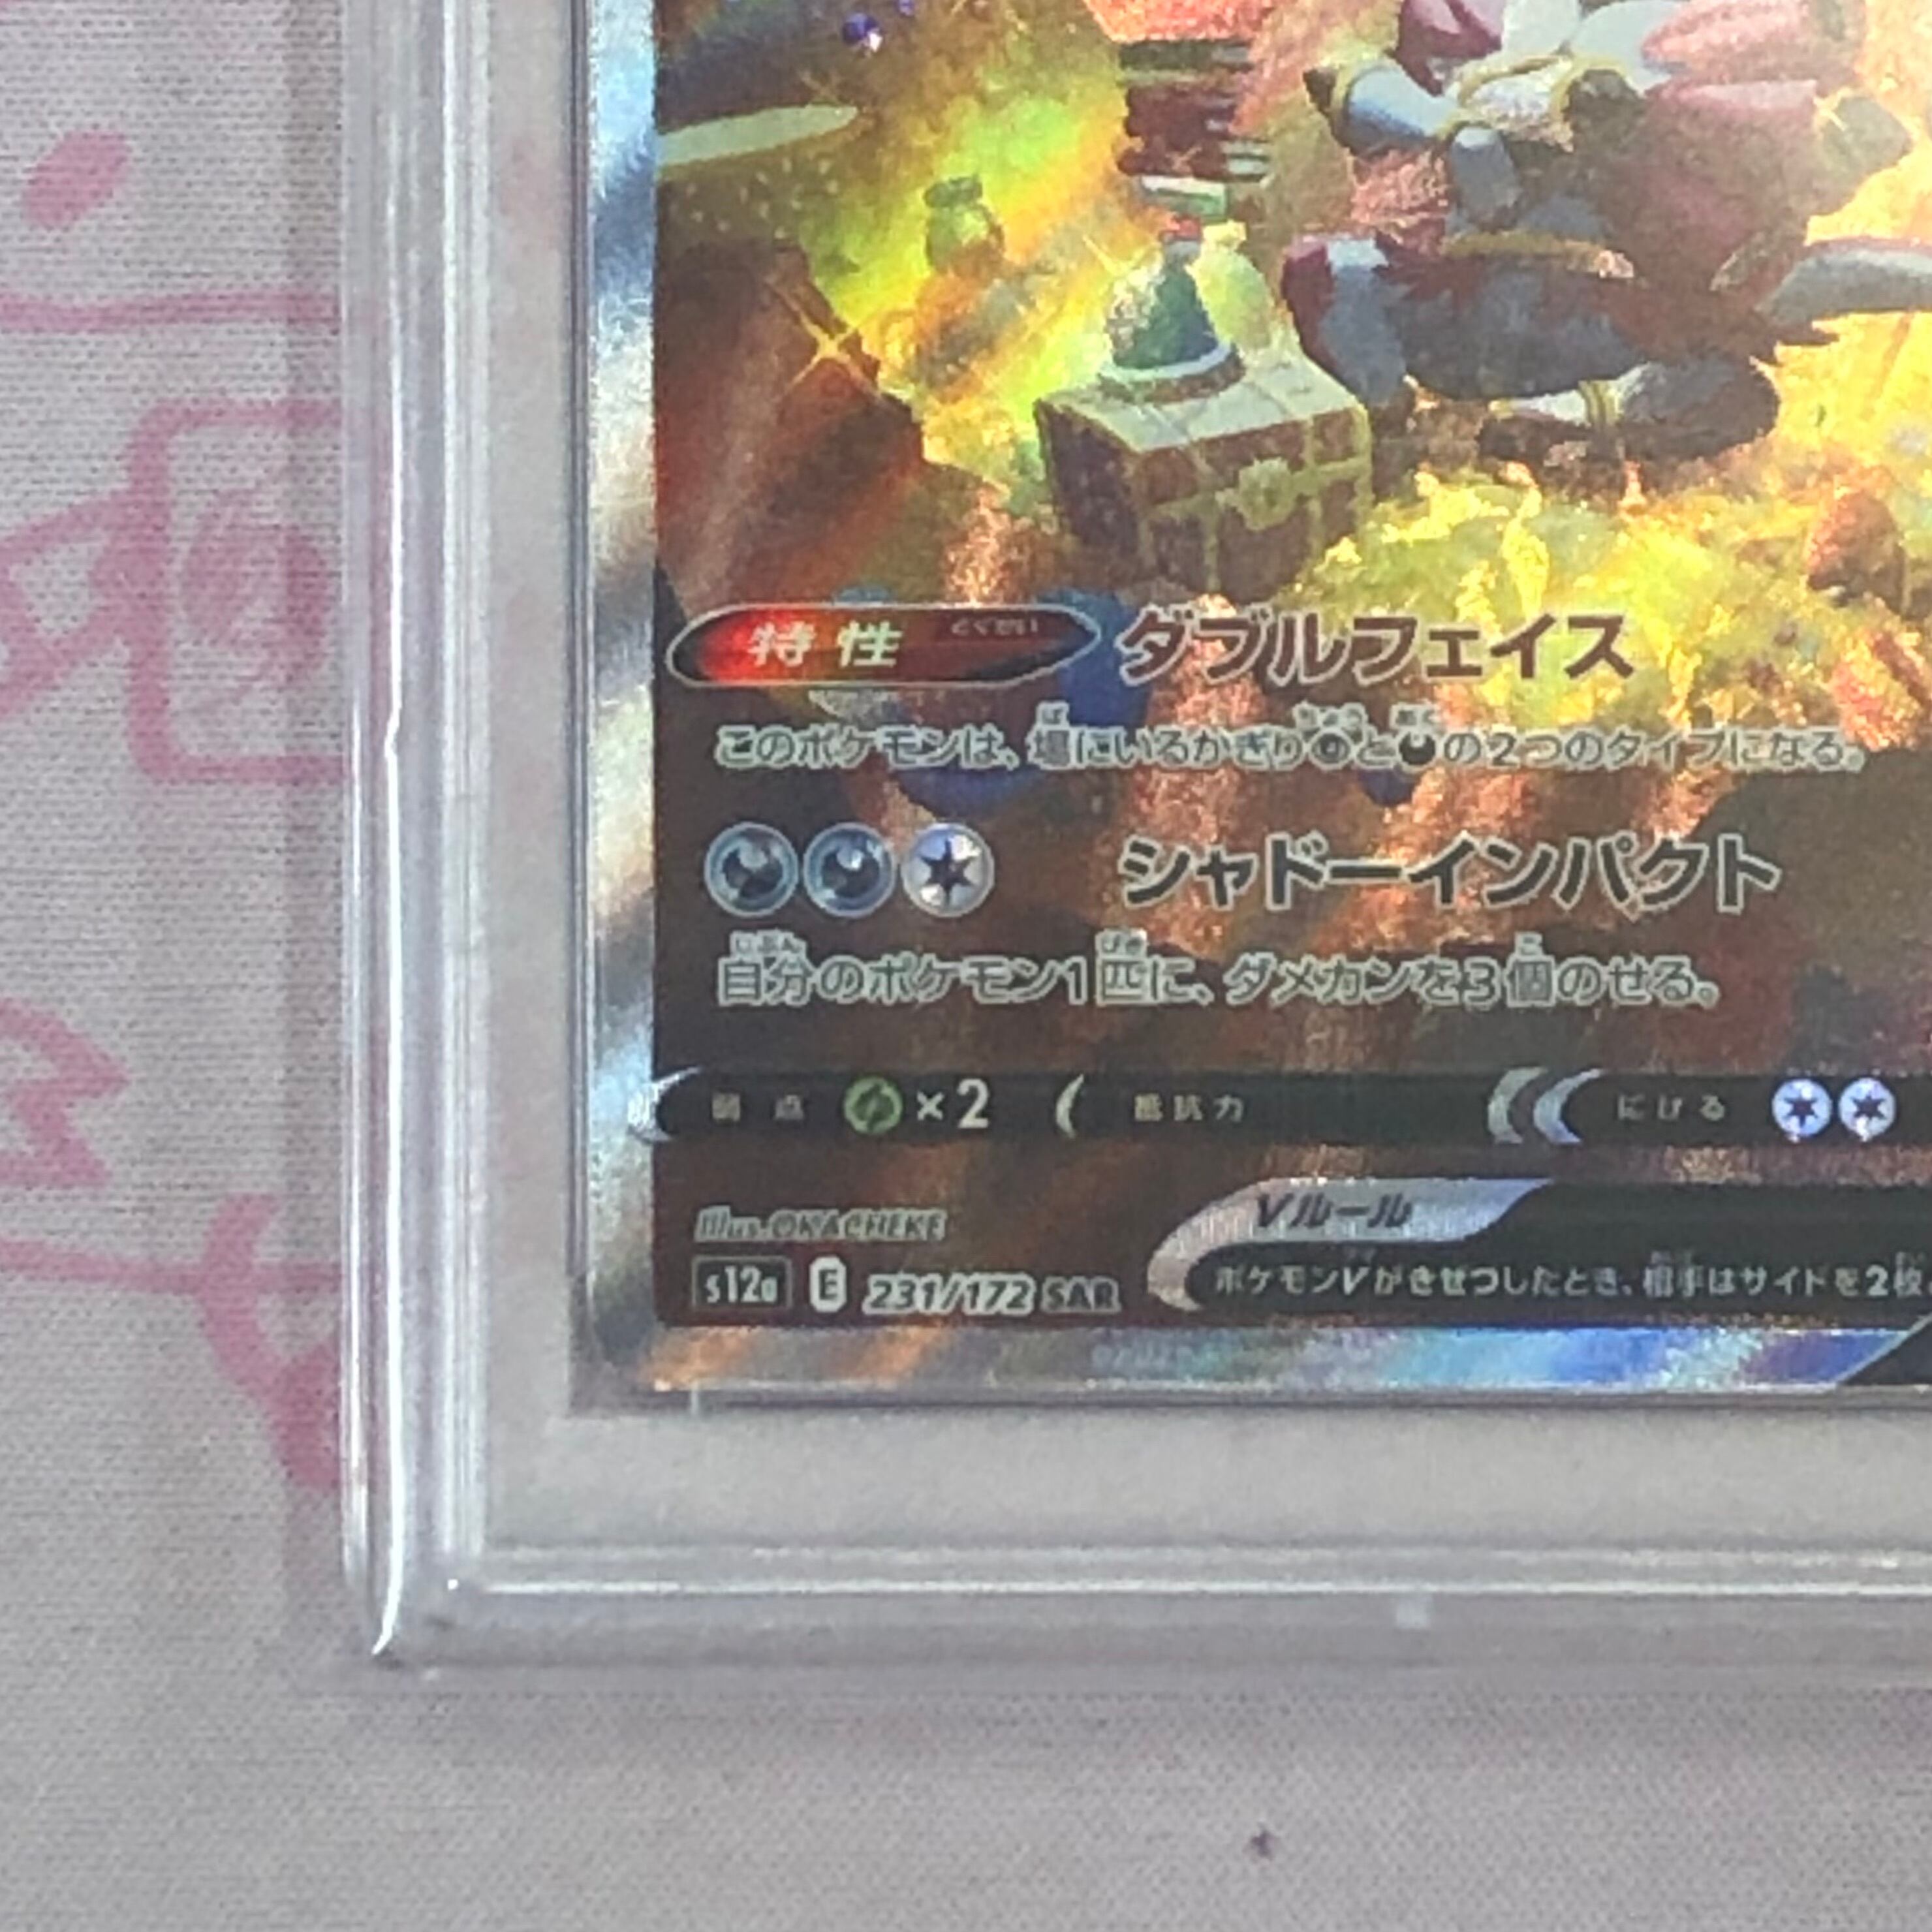 特性 ダブルフェイス
このポケモンは、場にいるかぎりとの2つのタイプになる。
シャドーインパクト
自分のポケモン1匹に、ダメカンを3個のせる。
弱点 ×2 抵抗力 にげる
Vルール
Illus. OKACHEKE
ポケモンVがきぜつしたとき、相手はサイドを2枚
s12a E 231/172 SAR